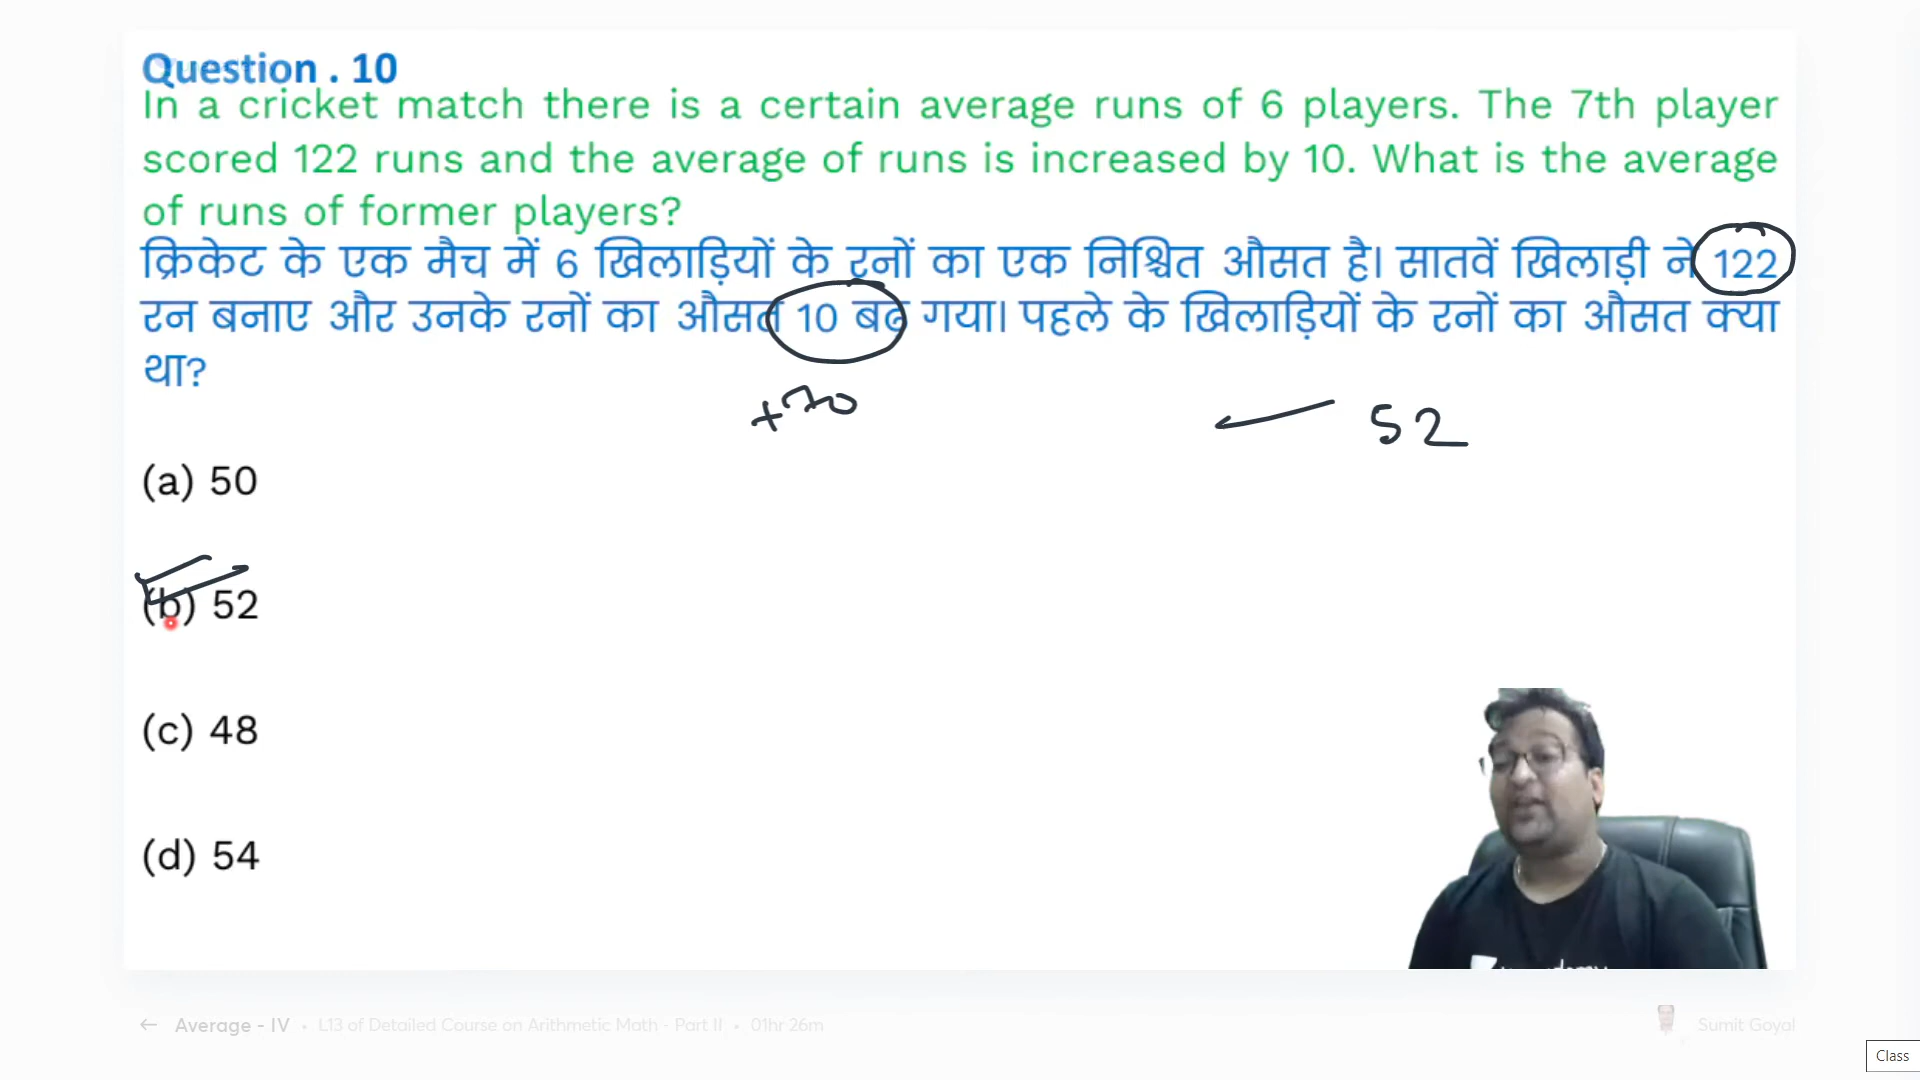 Question . 10
In a cricket match there is a certain average runs of 6 players. The 7th player
scored 122 runs and the average of runs is increased by 10. What is the average
of runs of former players?
क्रिकेट के एक मैच में 6 खिलाड़ियों के रनों का एक निश्चित औसत है। सातवें खिलाड़ी ने 122
रन बनाए और उनके रनों का औसत 10 बढ़ गया। पहले के खिलाड़ियों के रनों का औसत क्या
था?
+70
52
(a) 50
(b) 52
(c) 48
(d) 54
← Average - IV • L13 of Detailed Course on Arithmetic Math - Part II • 01hr 26m
Sumit Goyal
Class